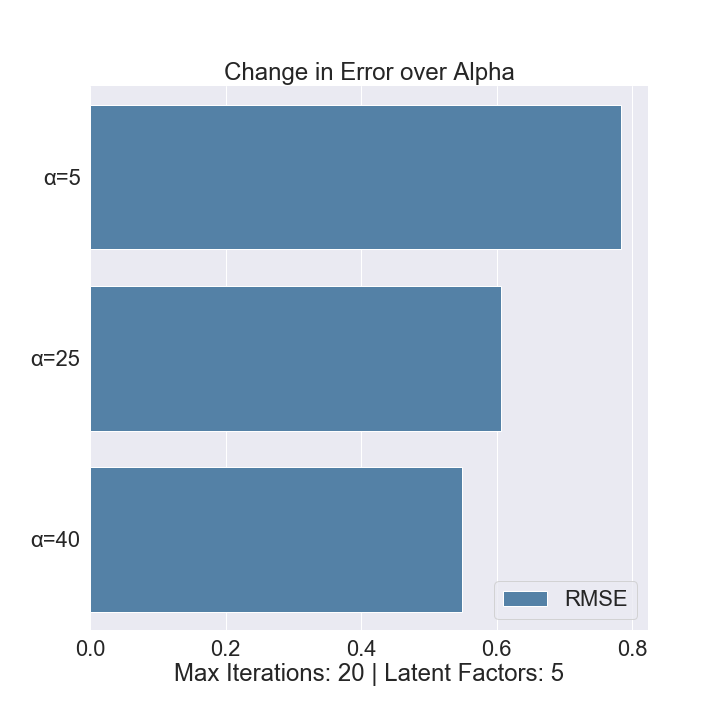 Change in Error over Alpha
α=5
α=25
α=40
RMSE
0.0 0.2 0.4 0.6 0.8
Max Iterations: 20 | Latent Factors: 5